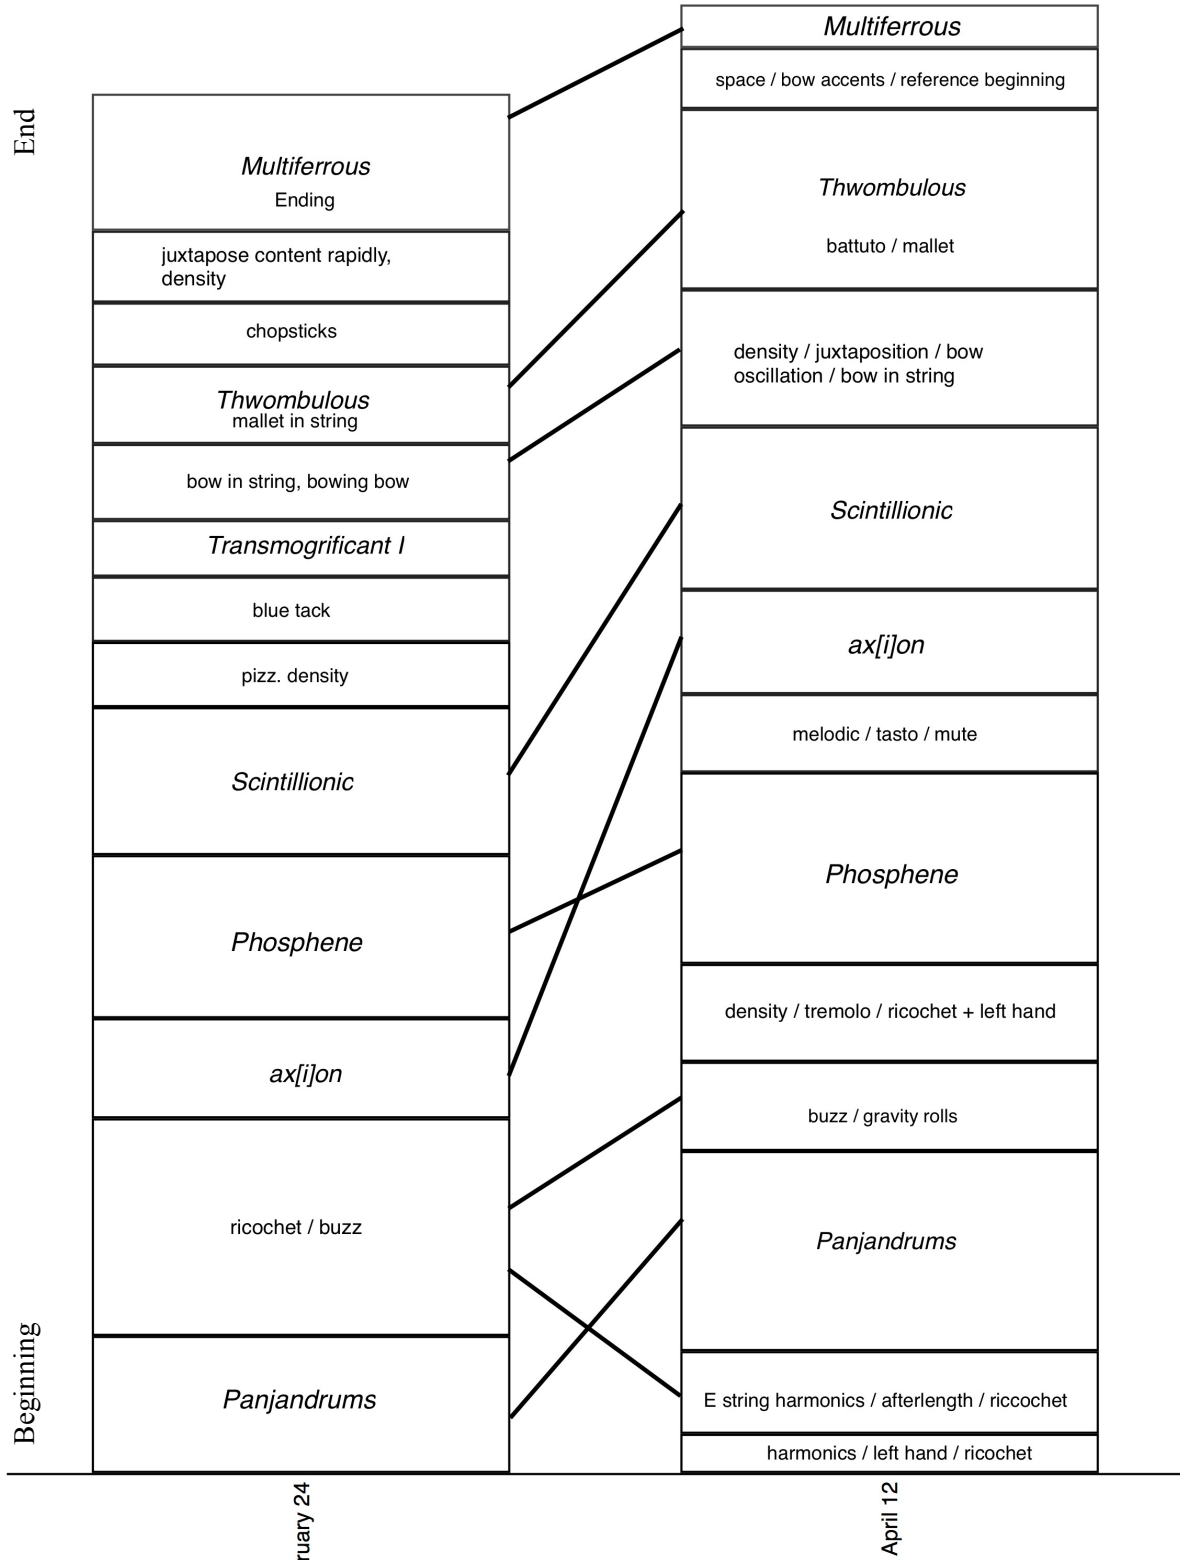 End
Beginning
Multiferrous
Ending
juxtapose content rapidly,
density
chopsticks
Thwombulous
mallet in string
bow in string, bowing bow
Transmogrificant I
blue tack
pizz. density
Scintillionic
Phosphene
ax[i]on
ricochet / buzz
Panjandrums
Multiferrous
space / bow accents / reference beginning
Thwombulous
battuto / mallet
density / juxtaposition / bow
oscillation / bow in string
Scintillionic
ax[i]on
melodic / tasto / mute
Phosphene
density / tremolo / ricochet + left hand
buzz / gravity rolls
Panjandrums
E string harmonics / afterlength / riccochet
harmonics / left hand / ricochet
ruary 24
April 12